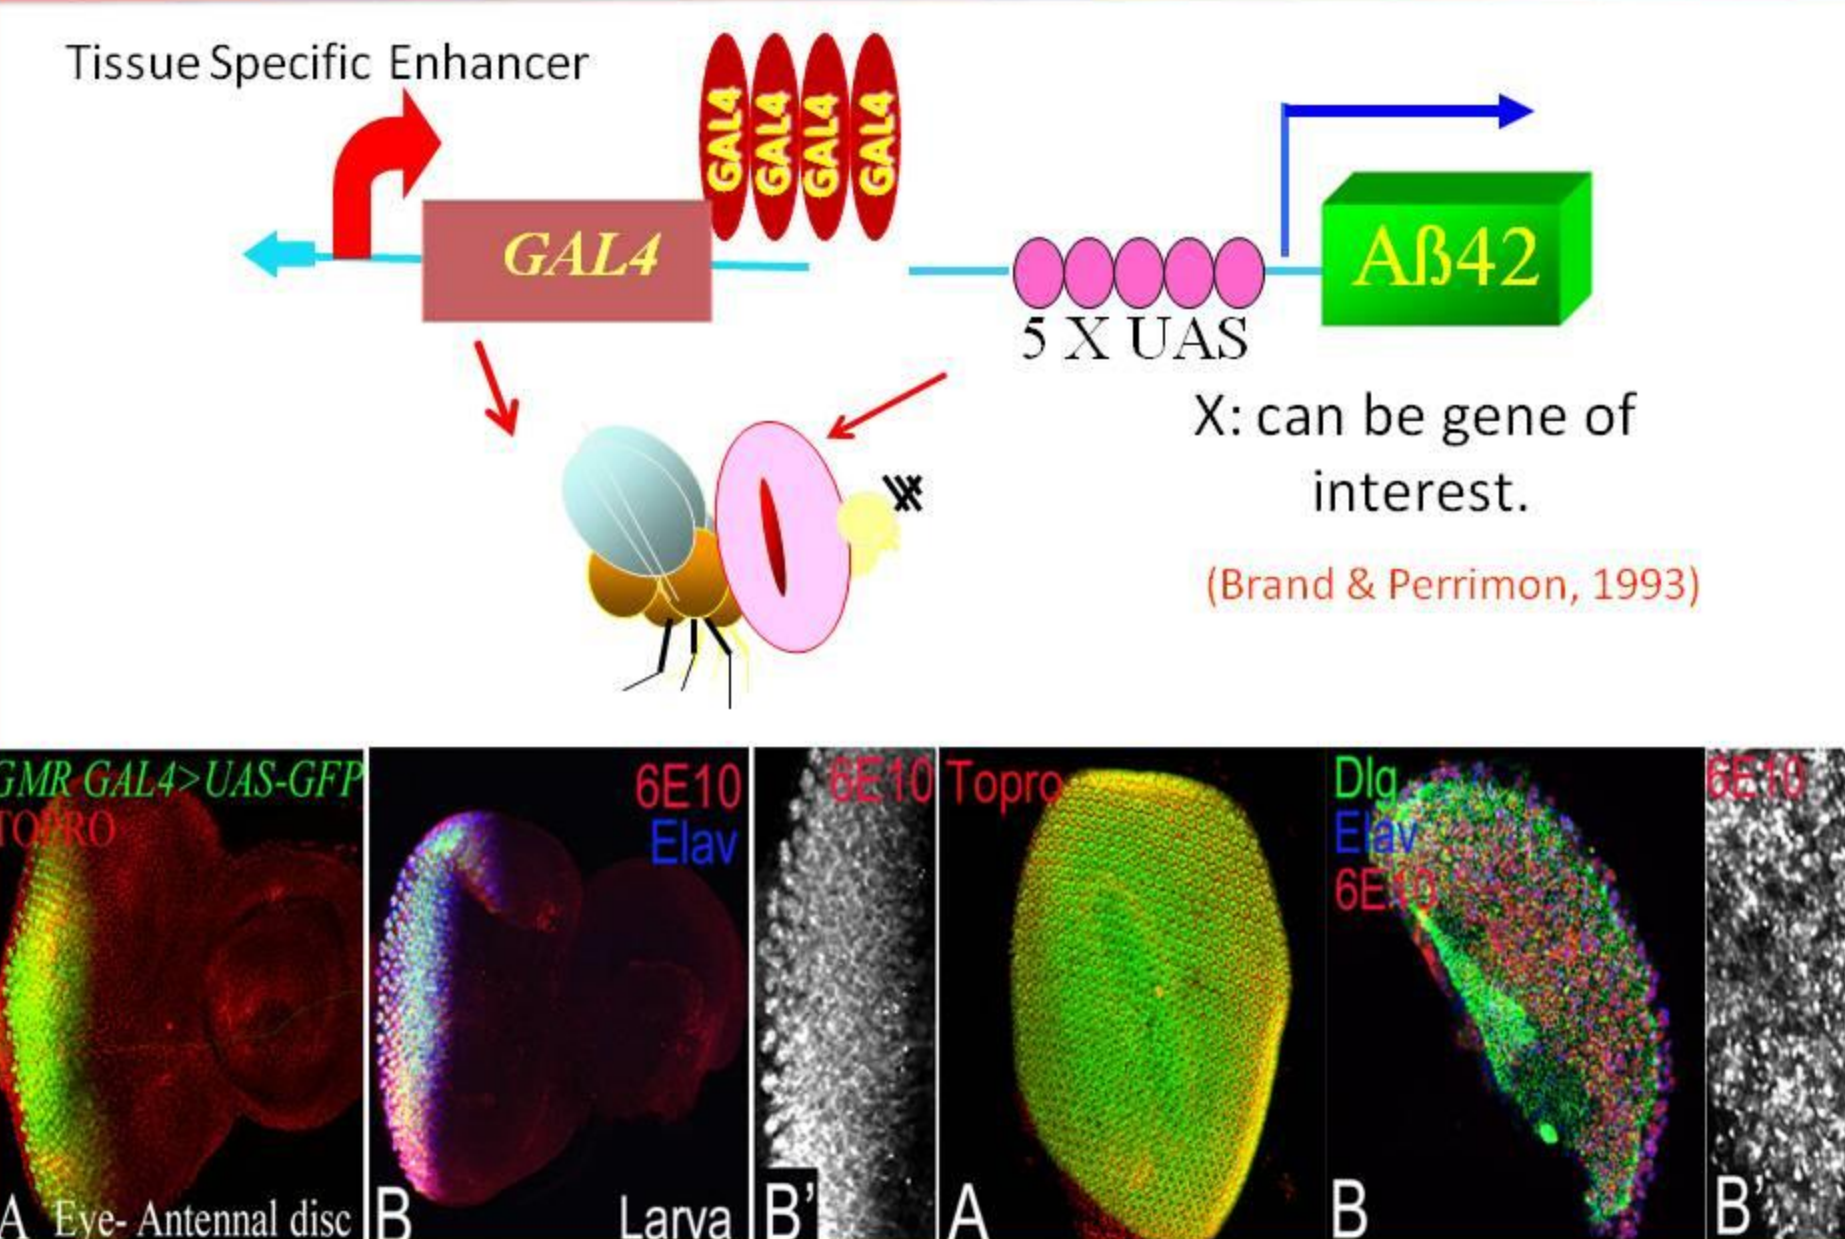 Tissue Specific Enhancer
GAL4
GAL4
GAL4
GAL4
GAL4
Aß42
5 X UAS
X: can be gene of
interest.
(Brand & Perrimon, 1993)
GMR GAL4>UAS-GFP
TOPRO
A Eye- Antennal disc
6E10
Elav
B
Larva
6E10
B’
Topro
A
Dlg
Elav
6E10
B
6E10
B’